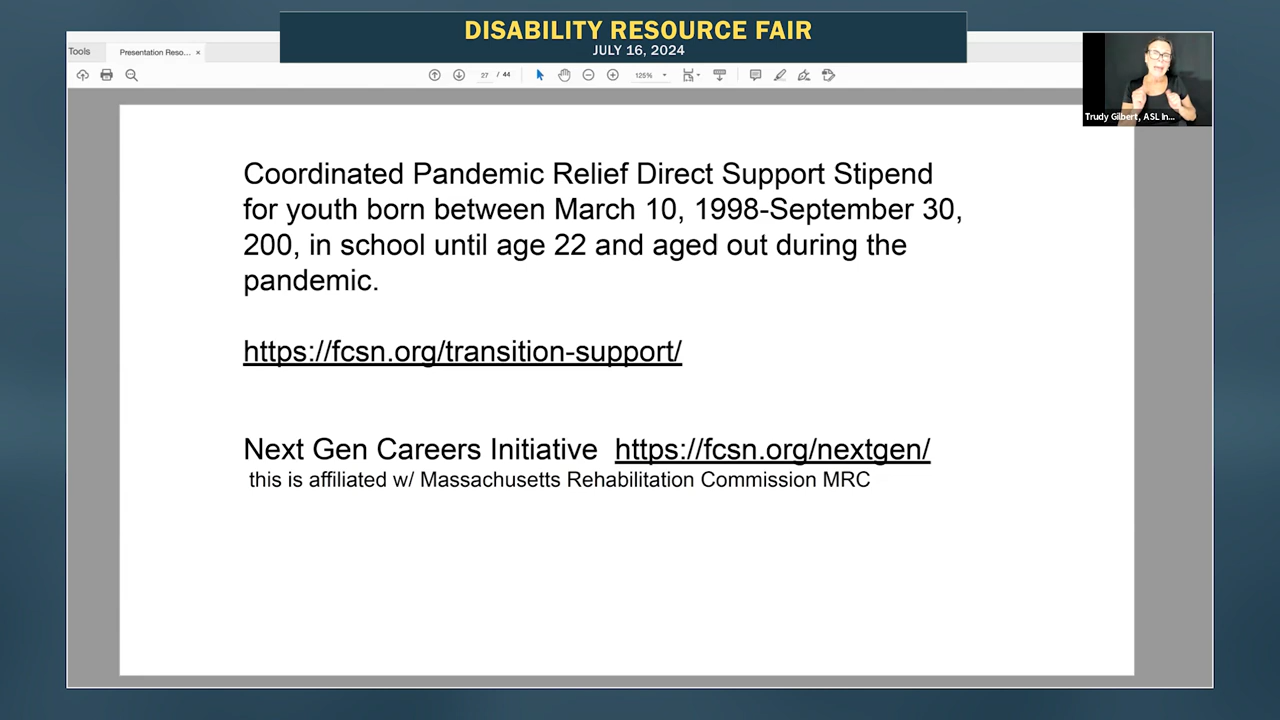 DISABILITY RESOURCE FAIR
JULY 16, 2024
Tools
Presentation Reso... ×
27 / 44
125%
Trudy Gilbert, ASL In...
Coordinated Pandemic Relief Direct Support Stipend
for youth born between March 10, 1998-September 30,
200, in school until age 22 and aged out during the
pandemic.
https://fcsn.org/transition-support/
Next Gen Careers Initiative https://fcsn.org/nextgen/
this is affiliated w/ Massachusetts Rehabilitation Commission MRC